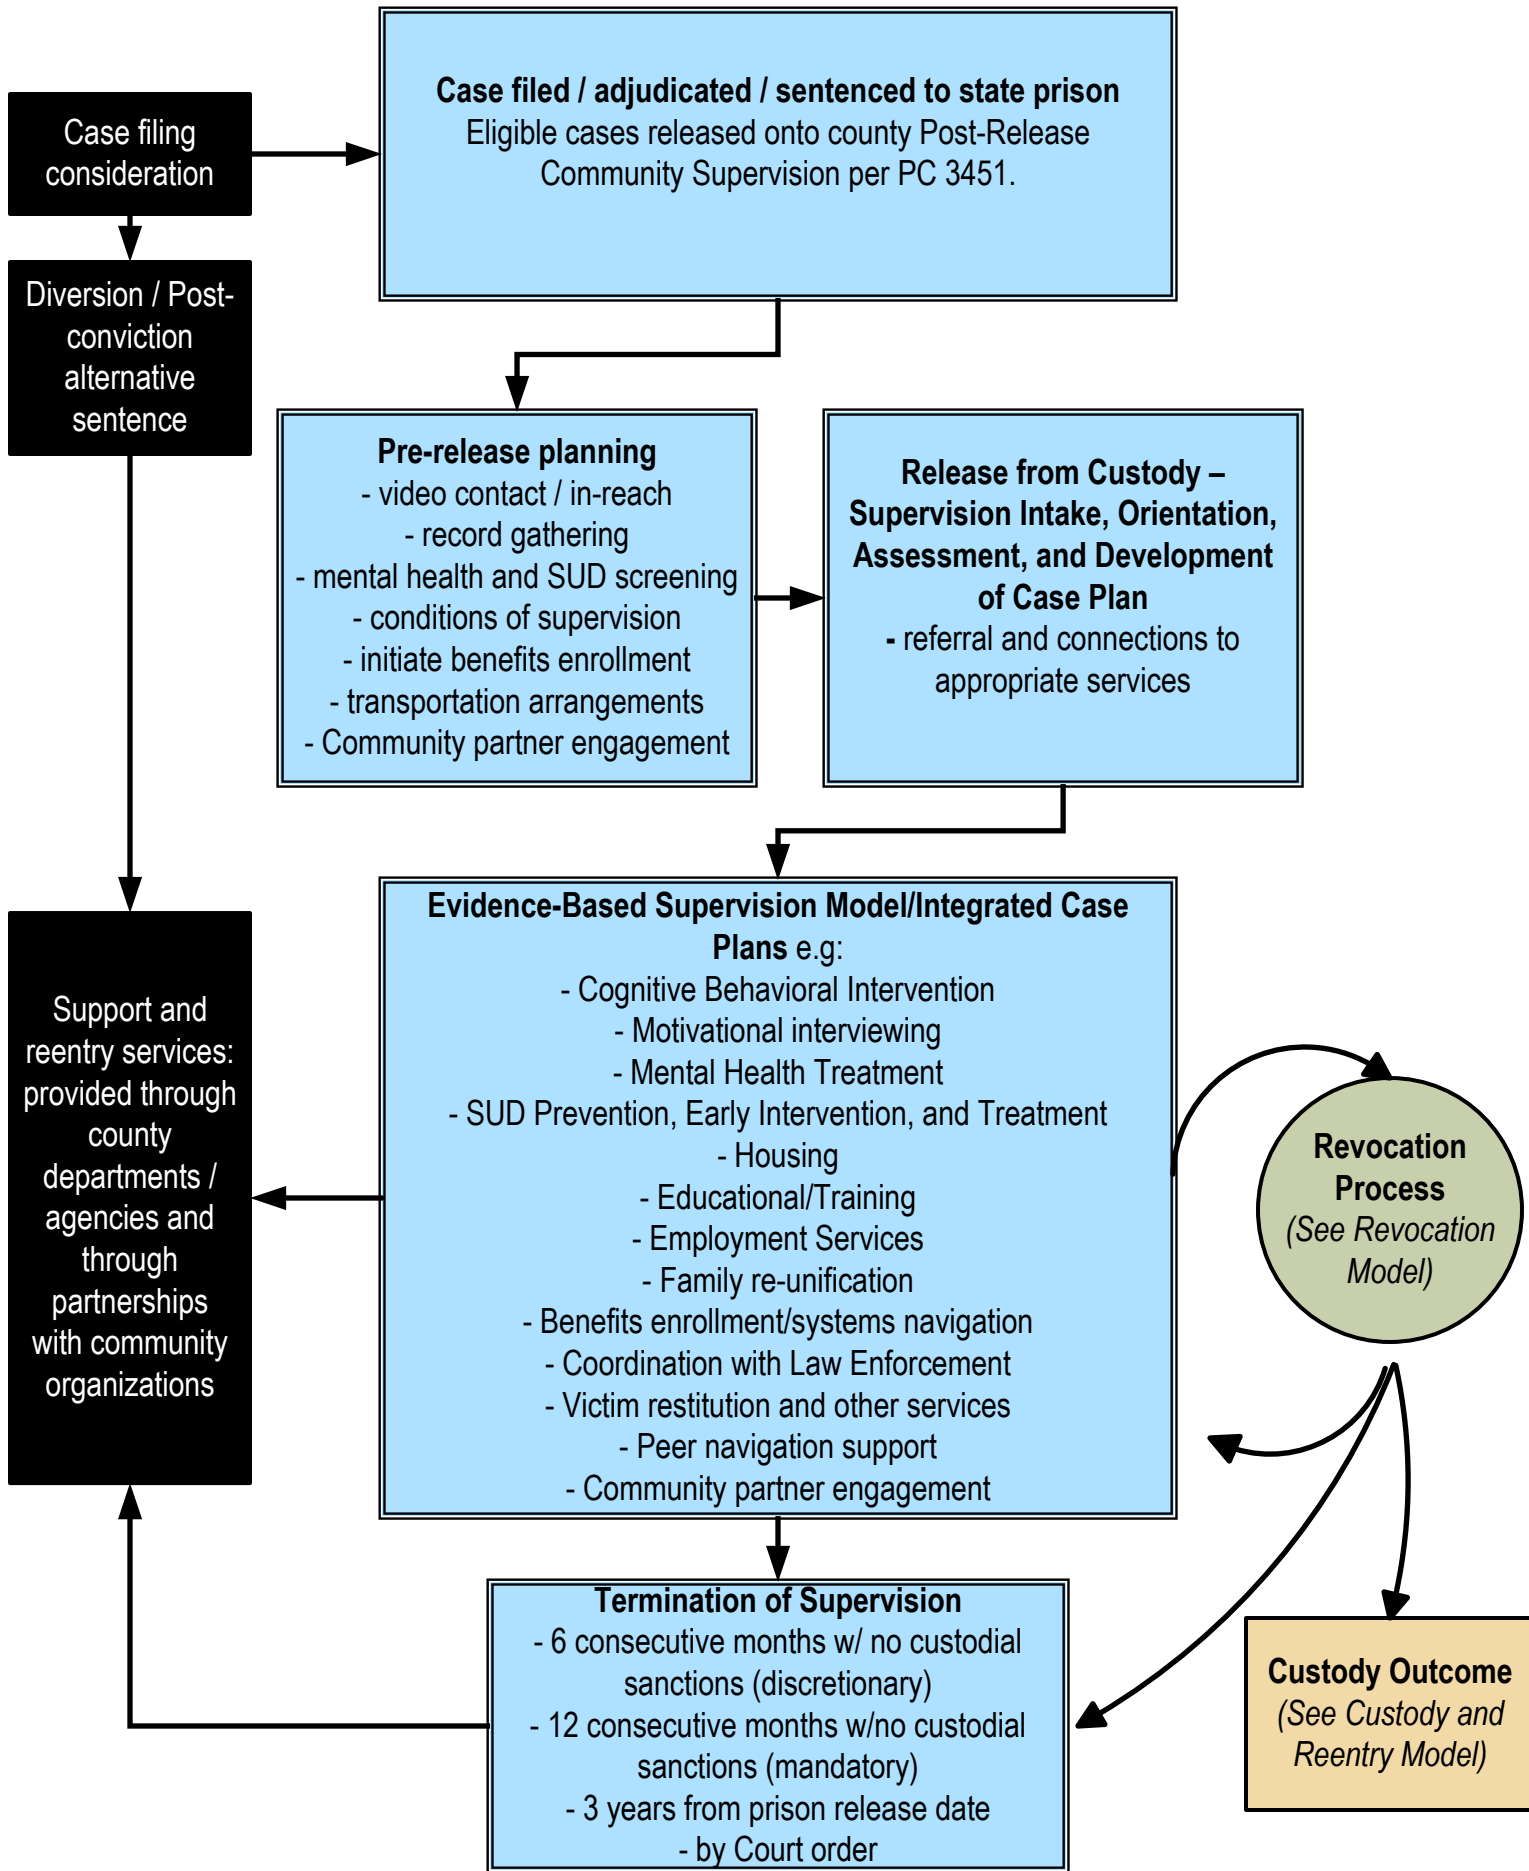 Case filed / adjudicated / sentenced to state prison
Eligible cases released onto county Post-Release
Community Supervision per PC 3451.
Case filing
consideration
Diversion / Post-
conviction
alternative
sentence
Pre-release planning
- video contact / in-reach
- record gathering
- mental health and SUD screening
- conditions of supervision
- initiate benefits enrollment
- transportation arrangements
- Community partner engagement
Release from Custody –
Supervision Intake, Orientation,
Assessment, and Development
of Case Plan
- referral and connections to
appropriate services
Evidence-Based Supervision Model/Integrated Case
Plans e.g:
- Cognitive Behavioral Intervention
- Motivational interviewing
- Mental Health Treatment
- SUD Prevention, Early Intervention, and Treatment
- Housing
- Educational/Training
- Employment Services
- Family re-unification
- Benefits enrollment/systems navigation
- Coordination with Law Enforcement
- Victim restitution and other services
- Peer navigation support
- Community partner engagement
Support and
reentry services:
provided through
county
departments /
agencies and
through
partnerships
with community
organizations
Revocation
Process
(See Revocation
Model)
Termination of Supervision
- 6 consecutive months w/ no custodial
sanctions (discretionary)
- 12 consecutive months w/no custodial
sanctions (mandatory)
- 3 years from prison release date
- by Court order
Custody Outcome
(See Custody and
Reentry Model)